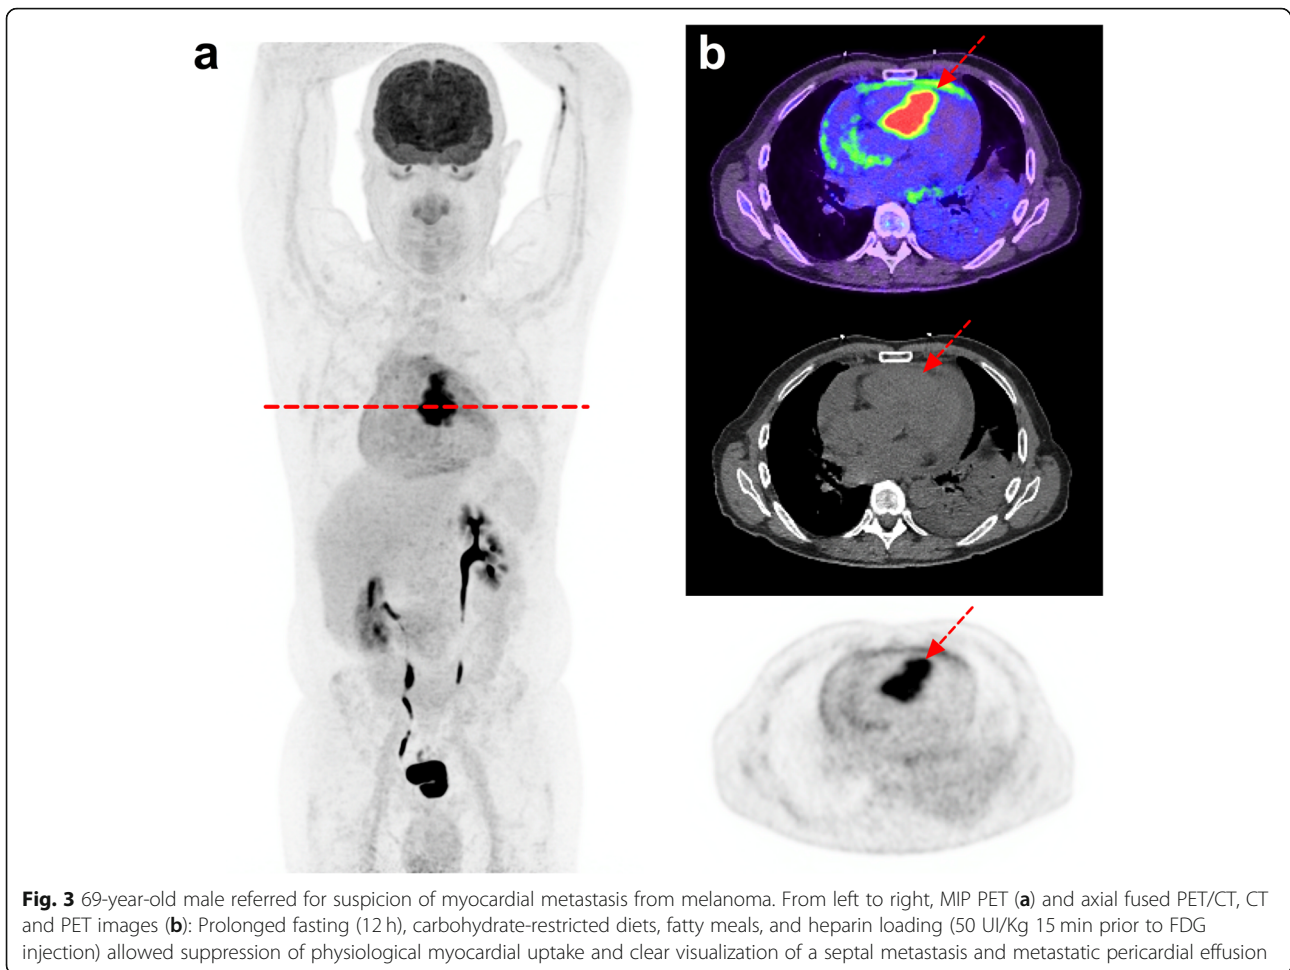 a
b
Fig. 3 69-year-old male referred for suspicion of myocardial metastasis from melanoma. From left to right, MIP PET (a) and axial fused PET/CT, CT
and PET images (b): Prolonged fasting (12 h), carbohydrate-restricted diets, fatty meals, and heparin loading (50 UI/Kg 15 min prior to FDG
injection) allowed suppression of physiological myocardial uptake and clear visualization of a septal metastasis and metastatic pericardial effusion